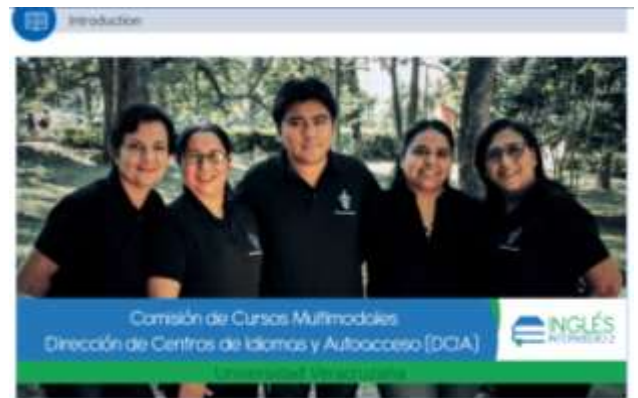 Introduction
Comisión de Cursos Multimodales
Dirección de Centros de Idiomas y Autoacceso (DCIA)
INGLÉS
INTERMEDIO 2
Universidad Veracruzana